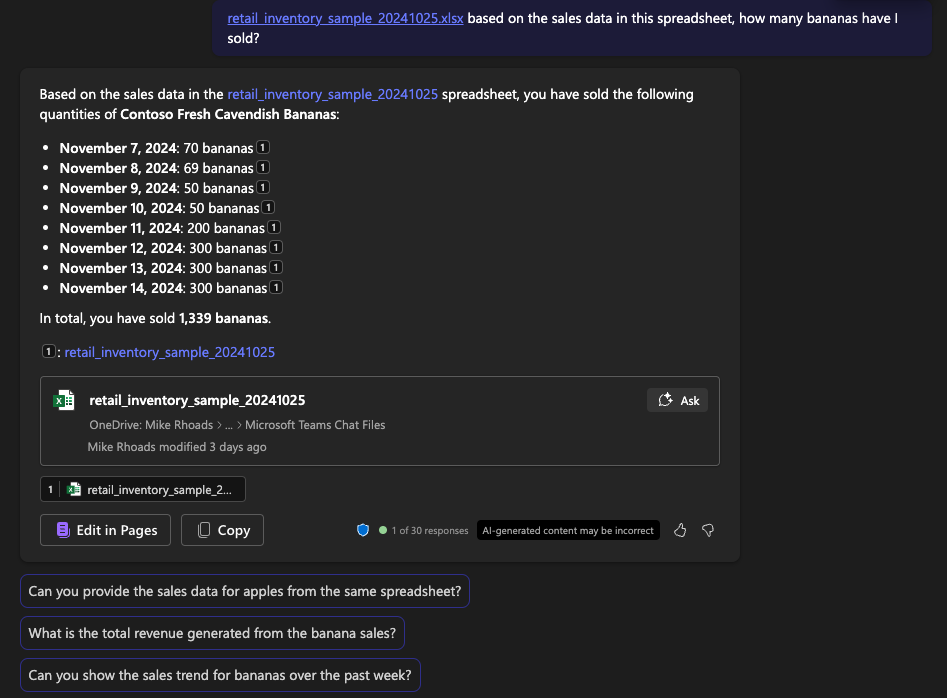 retail_inventory_sample_20241025.xlsx based on the sales data in this spreadsheet, how many bananas have I
sold?
Based on the sales data in the retail_inventory_sample_20241025 spreadsheet, you have sold the following
quantities of Contoso Fresh Cavendish Bananas:
• November 7, 2024: 70 bananas 1
• November 8, 2024: 69 bananas 1
• November 9, 2024: 50 bananas 1
• November 10, 2024: 50 bananas 1
• November 11, 2024: 200 bananas 1
• November 12, 2024: 300 bananas 1
• November 13, 2024: 300 bananas 1
• November 14, 2024: 300 bananas 1
In total, you have sold 1,339 bananas.
1 : retail_inventory_sample_20241025
retail_inventory_sample_20241025
Ask
OneDrive: Mike Rhoads > ... > Microsoft Teams Chat Files
Mike Rhoads modified 3 days ago
1 retail_inventory_sample_2...
Edit in Pages
Copy
1 of 30 responses
AI-generated content may be incorrect
Can you provide the sales data for apples from the same spreadsheet?
What is the total revenue generated from the banana sales?
Can you show the sales trend for bananas over the past week?